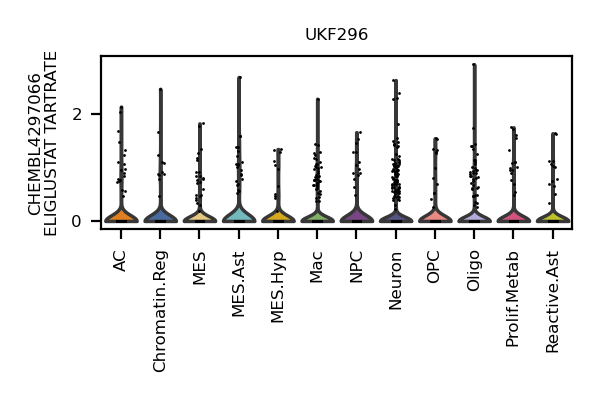 UKF296
CHEMBL4297066
ELIGLUSTAT TARTRATE
2
0
AC
Chromatin.Reg
MES
MES.Ast
MES.Hyp
Mac
NPC
Neuron
OPC
Oligo
Prolif.Metab
Reactive.Ast